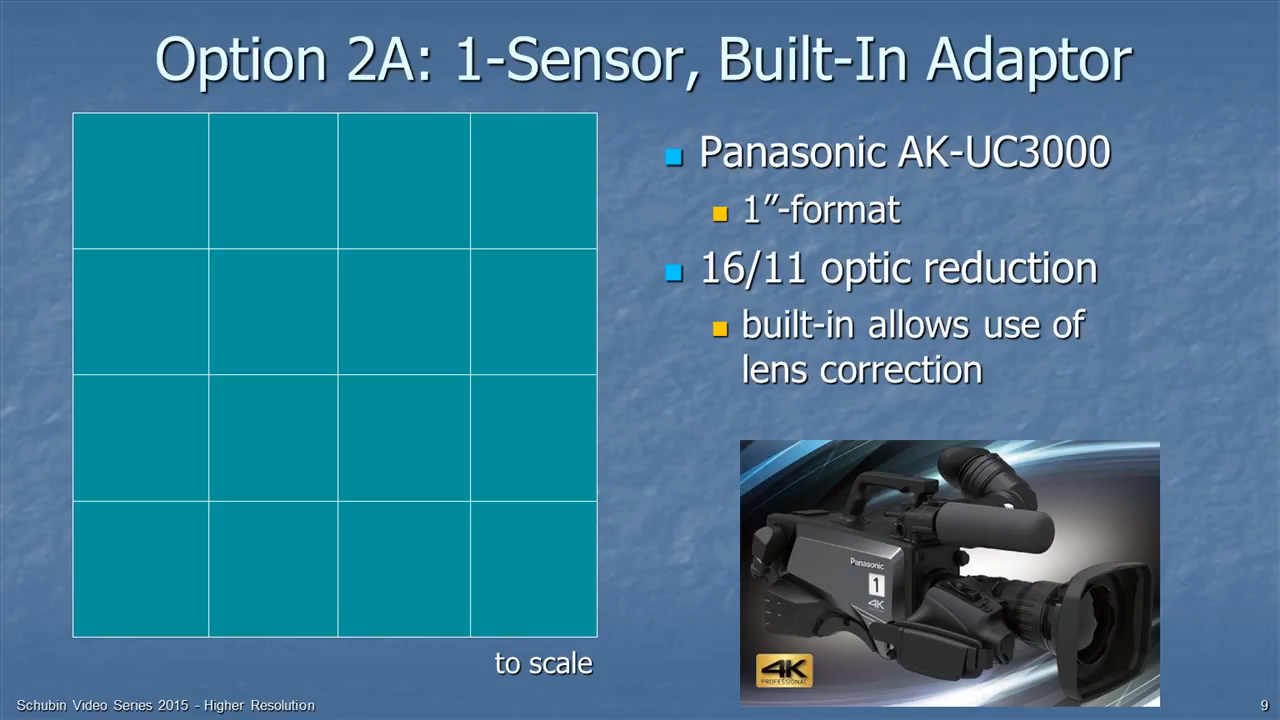 Option 2A: 1-Sensor, Built-In Adaptor
Panasonic AK-UC3000
1”-format
16/11 optic reduction
built-in allows use of
lens correction
Panasonic
1
4K
4K
PROFESSIONAL
to scale
Schubin Video Series 2015 - Higher Resolution
9